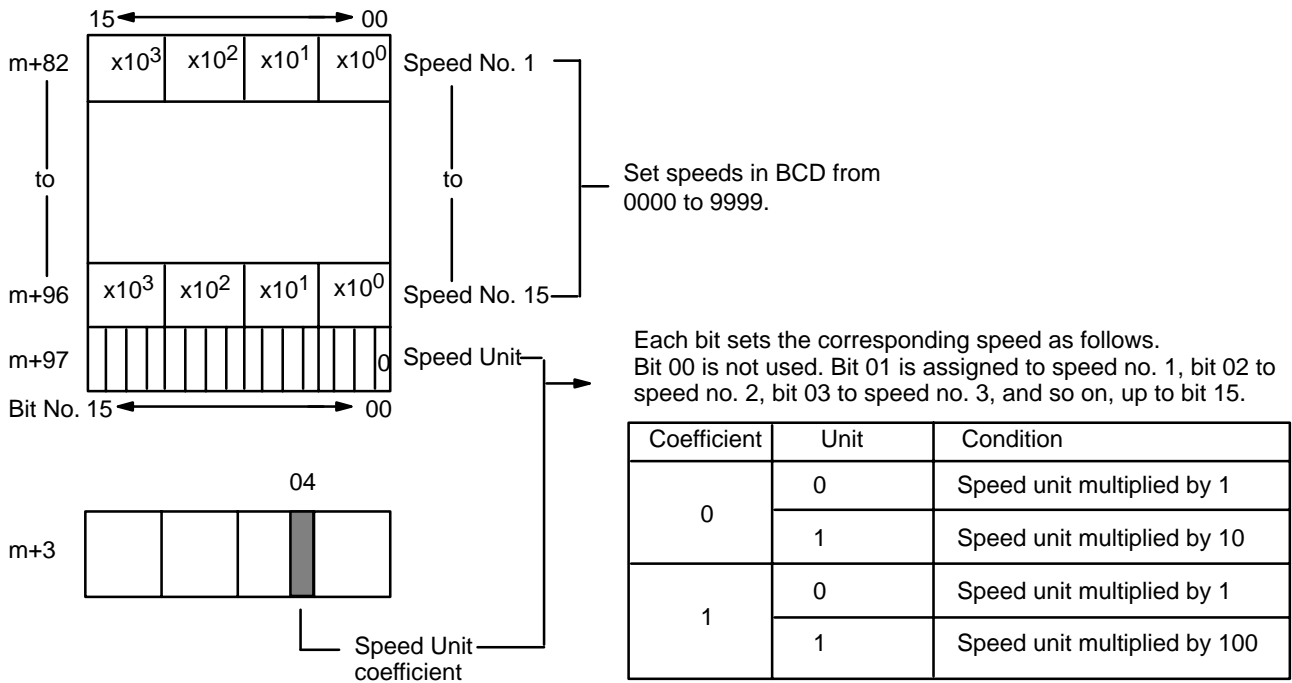 15 00
m+82 x10³ x10² x10¹ x10⁰ Speed No. 1
to to
Set speeds in BCD from
0000 to 9999.
m+96 x10³ x10² x10¹ x10⁰ Speed No. 15
m+97 0 Speed Unit
Bit No. 15 00
Each bit sets the corresponding speed as follows.
Bit 00 is not used. Bit 01 is assigned to speed no. 1, bit 02 to
speed no. 2, bit 03 to speed no. 3, and so on, up to bit 15.
04
m+3
Speed Unit
coefficient
Coefficient Unit Condition
0 0 Speed unit multiplied by 1
1 Speed unit multiplied by 10
1 0 Speed unit multiplied by 1
1 Speed unit multiplied by 100